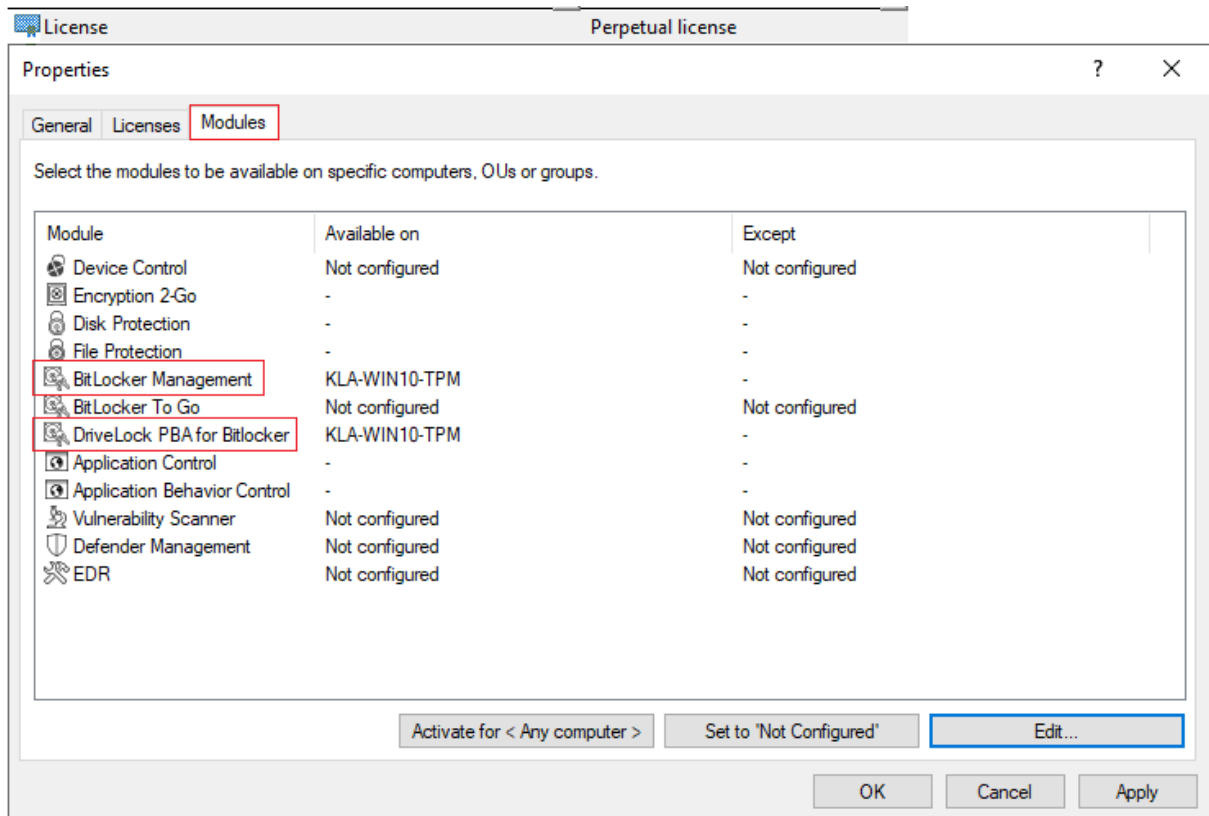 License Perpetual license
Properties ?
General Licenses Modules
Select the modules to be available on specific computers, OUs or groups.
Module Available on Except
Device Control Not configured Not configured
Encryption 2-Go - -
Disk Protection - -
File Protection - -
BitLocker Management KLA-WIN10-TPM -
BitLocker To Go Not configured Not configured
DriveLock PBA for Bitlocker KLA-WIN10-TPM -
Application Control - -
Application Behavior Control - -
Vulnerability Scanner Not configured Not configured
Defender Management Not configured Not configured
EDR Not configured Not configured
Activate for < Any computer > Set to "Not Configured" Edit...
OK Cancel Apply